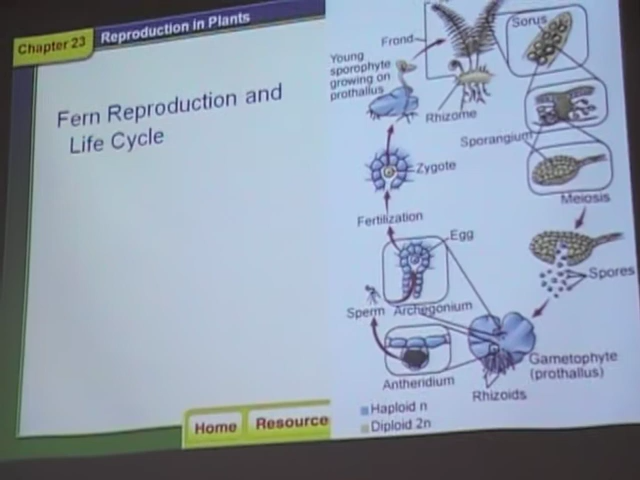 Chapter 23
Reproduction in Plants
Fern Reproduction and
Life Cycle
Frond
Sorus
Young
sporophyte
growing on
prothallus
Rhizome
Sporangium
Zygote
Meiosis
Fertilization
Egg
Spores
Sperm
Archegonium
Gametophyte
(prothallus)
Antheridium
Rhizoids
Haploid n
Diploid 2n
Home
Resource